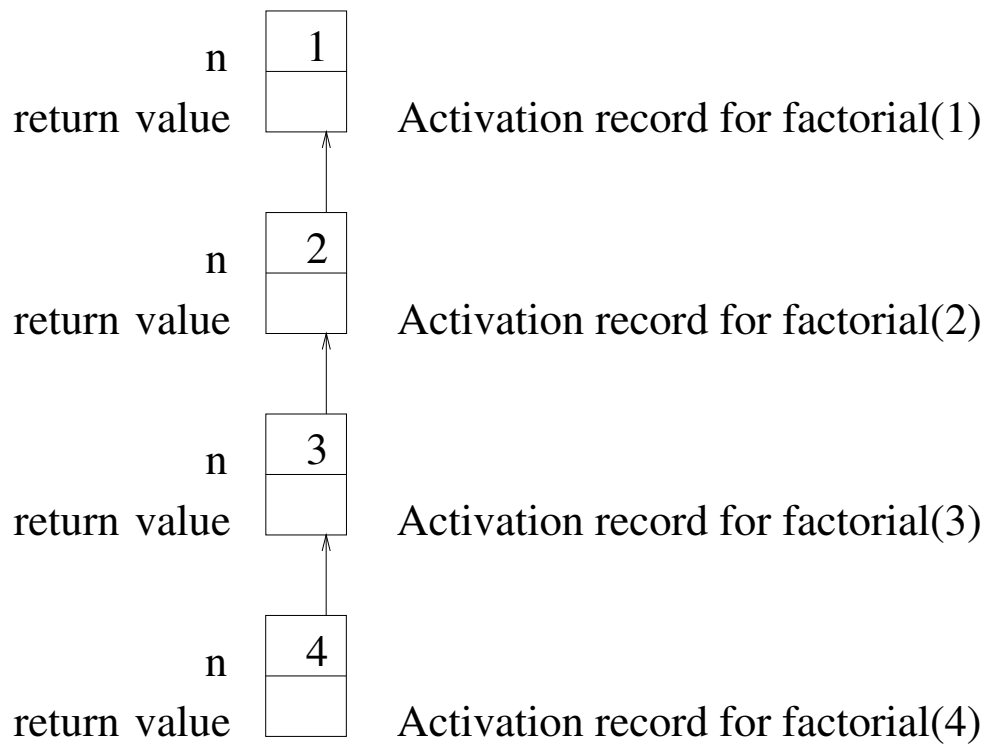 n 1
return value Activation record for factorial(1)
n 2
return value Activation record for factorial(2)
n 3
return value Activation record for factorial(3)
n 4
return value Activation record for factorial(4)